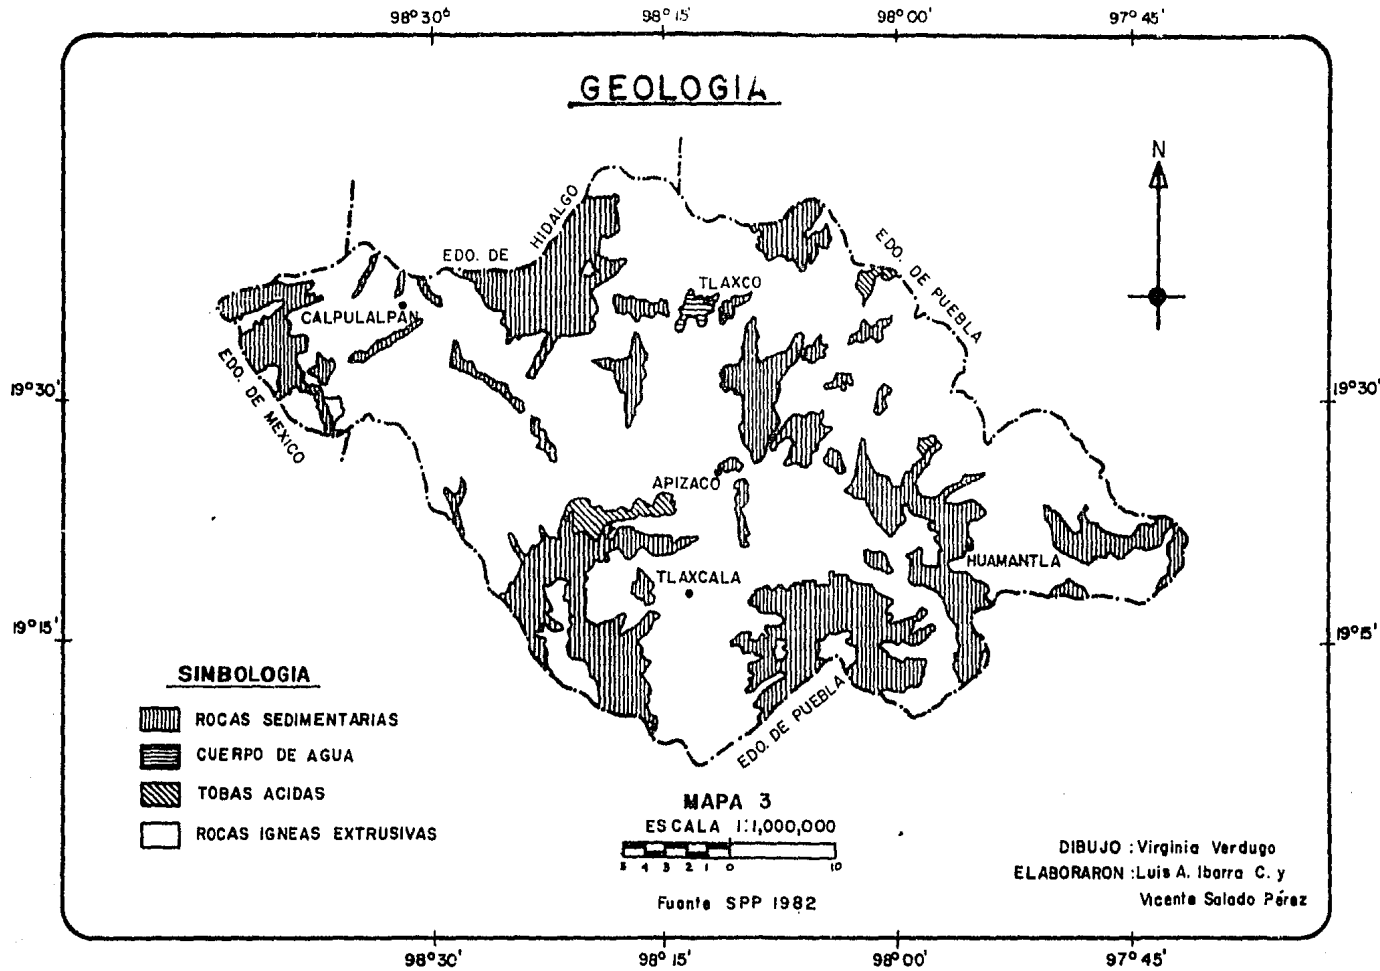 98°30'
98°15'
98°00'
97°45'
GEOLOGIA
N
EDO. DE HIDALGO
EDO. DE PUEBLA
TLAXCO
CALPULALPAN
EDO. DE MEXICO
19°30'
19°30'
APIZACO
HUAMANTLA
TLAXCALA
19°15'
19°15'
EDO. DE PUEBLA
SIMBOLOGIA
ROCAS SEDIMENTARIAS
CUERPO DE AGUA
TOBAS ACIDAS
ROCAS IGNEAS EXTRUSIVAS
MAPA 3
ESCALA 1:1,000,000
5 4 3 2 1 0 10
Fuente SPP 1982
DIBUJO : Virginia Verdugo
ELABORARON : Luis A. Ibarra C. y
Vicente Salado Pérez
98°30'
98°15'
98°00'
97°45'